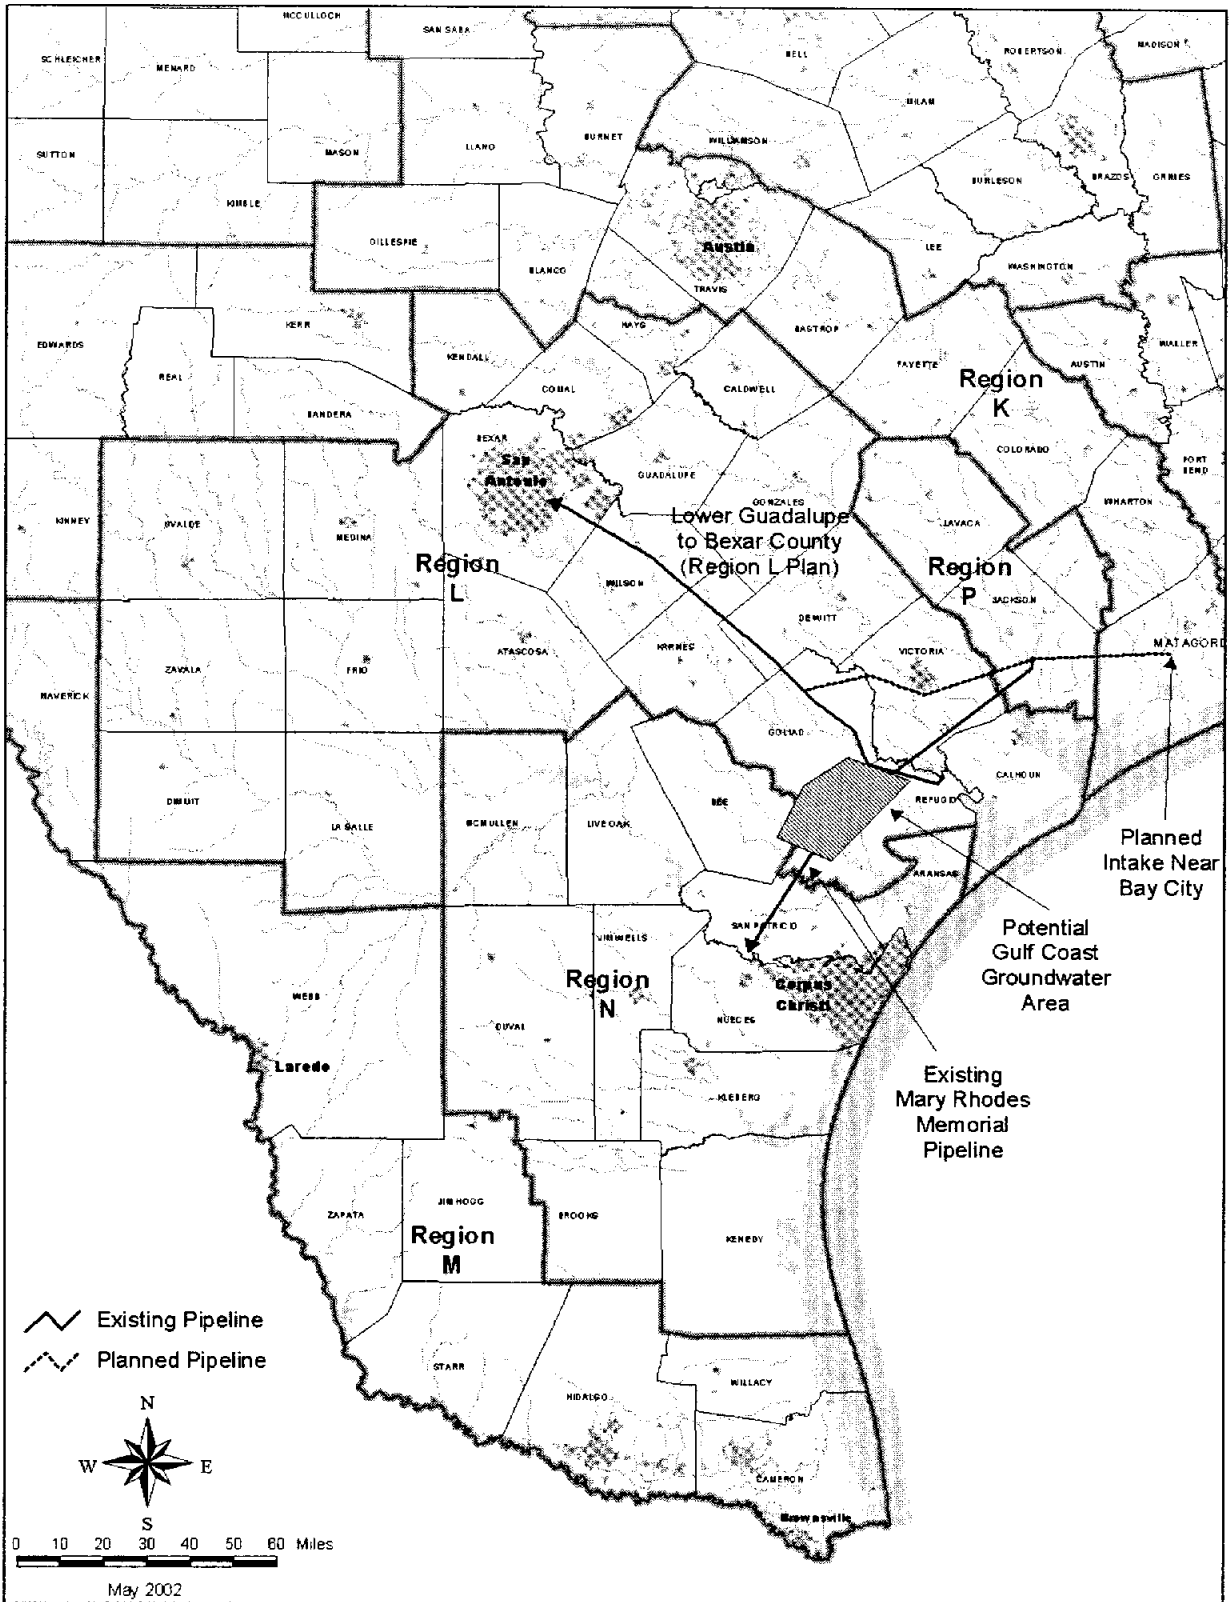 MCCULLOCH
SAN SABA
BELL
ROBERTSON
MADISON
SCHLEICHER
MENARD
MILAM
BURNET
WILLIAMSON
SUTTON
MASON
LLANO
BURLESON
BRAZOS
GRIMES
KIMBLE
GILLESPIE
Austin
LEE
BLANCO
WASHINGTON
TRAVIS
KERR
HAYS
BASTROP
EDWARDS
KENDALL
FAYETTE
AUSTIN
WALLER
REAL
COMAL
CALDWELL
Region
K
BANDERA
BEXAR
COLORADO
San
Antonio
FORT
BEND
GUADALUPE
WHARTON
GONZALES
KINNEY
UVALDE
MEDINA
Lower Guadalupe
to Bexar County
(Region L Plan)
LAVACA
Region
L
Region
P
WILSON
JACKSON
DEWITT
MATAGORD
ZAVALA
FRIO
ATASCOSA
KARNES
VICTORIA
MAVERICK
GOLIAD
CALHOUN
DIMMIT
LA SALLE
MCMULLEN
LIVE OAK
BEE
REFUGIO
Planned
Intake Near
Bay City
ARANSAS
SAN PATRICIO
Potential
Gulf Coast
Groundwater
Area
JIM WELLS
Region
N
Corpus
Christi
WEBB
DUVAL
NUECES
Laredo
Existing
Mary Rhodes
Memorial
Pipeline
KLEBERG
ZAPATA
JIM HOGG
BROOKS
Region
M
KENEDY
Existing Pipeline
Planned Pipeline
STARR
HIDALGO
WILLACY
N
W E
S
CAMERON
Brownsville
0 10 20 30 40 50 60 Miles
May 2002